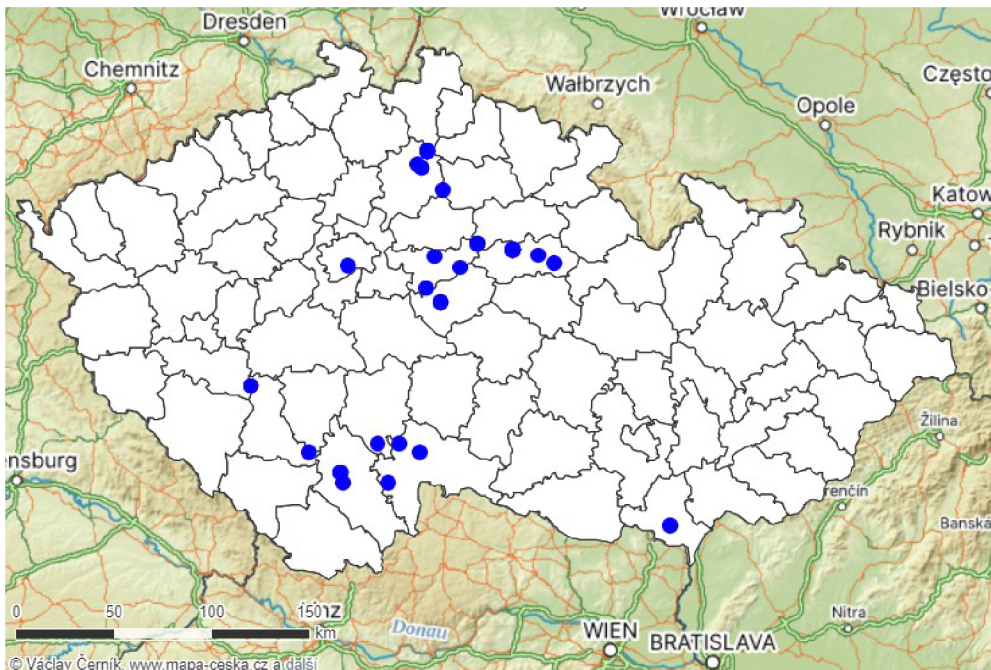 Dresden
Wrocław
Chemnitz
Wałbrzych
Często
Opole
Katow
Rybnik
Bielsko-
Žilina
ensburg
renčín
Banská
0 50 100 150
km
nz
Donau
Nitra
WIEN
BRATISLAVA
© Václav Černík, www.mapa-ceska.cz a další